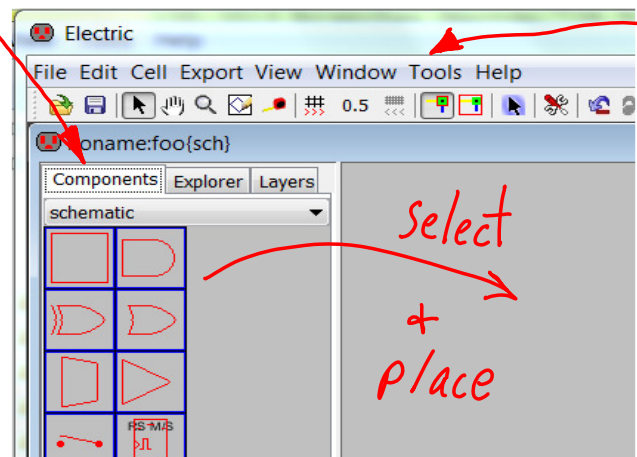 Electric
File Edit Cell Export View Window Tools Help
0.5
noname:foo{sch}
Components Explorer Layers
schematic
select
+
place
RS-M/S